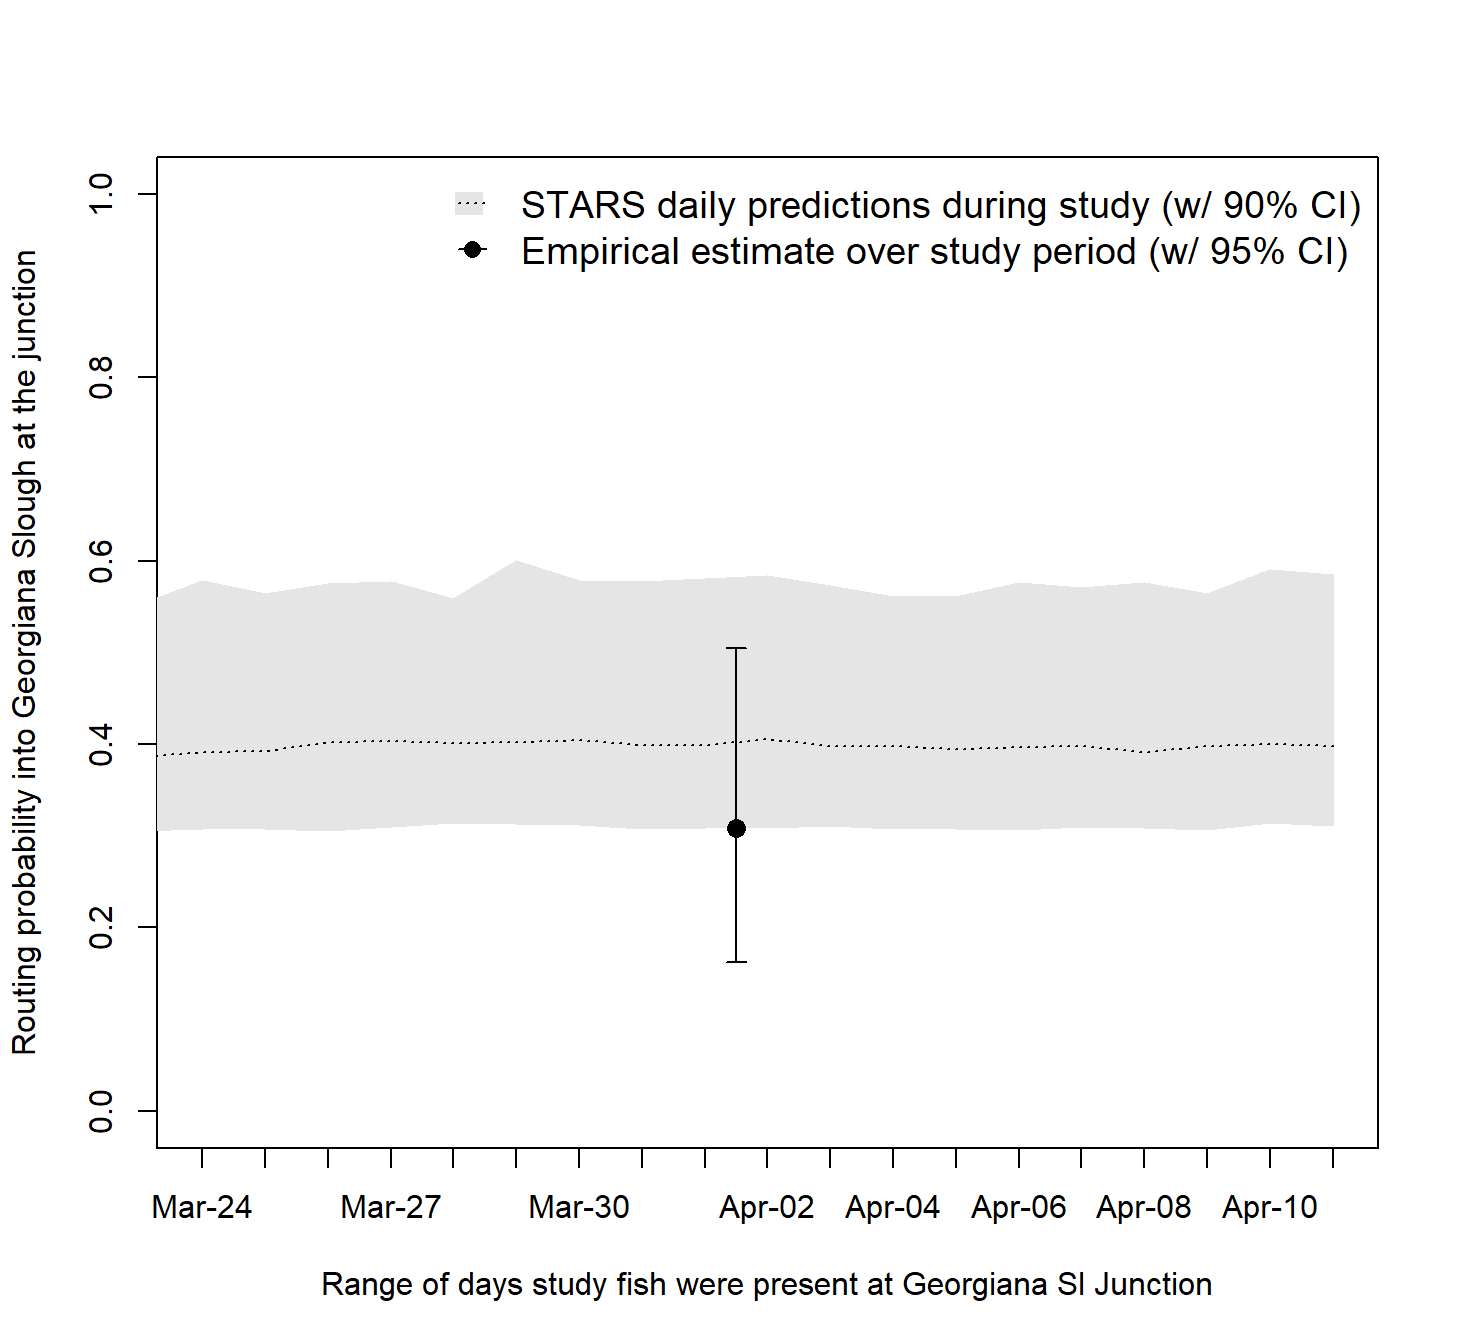 STARS daily predictions during study (w/ 90% CI)
Empirical estimate over study period (w/ 95% CI)
Routing probability into Georgiana Slough at the junction
1.0
0.8
0.6
0.4
0.2
0.0
Mar-24 Mar-27 Mar-30 Apr-02 Apr-04 Apr-06 Apr-08 Apr-10
Range of days study fish were present at Georgiana Sl Junction